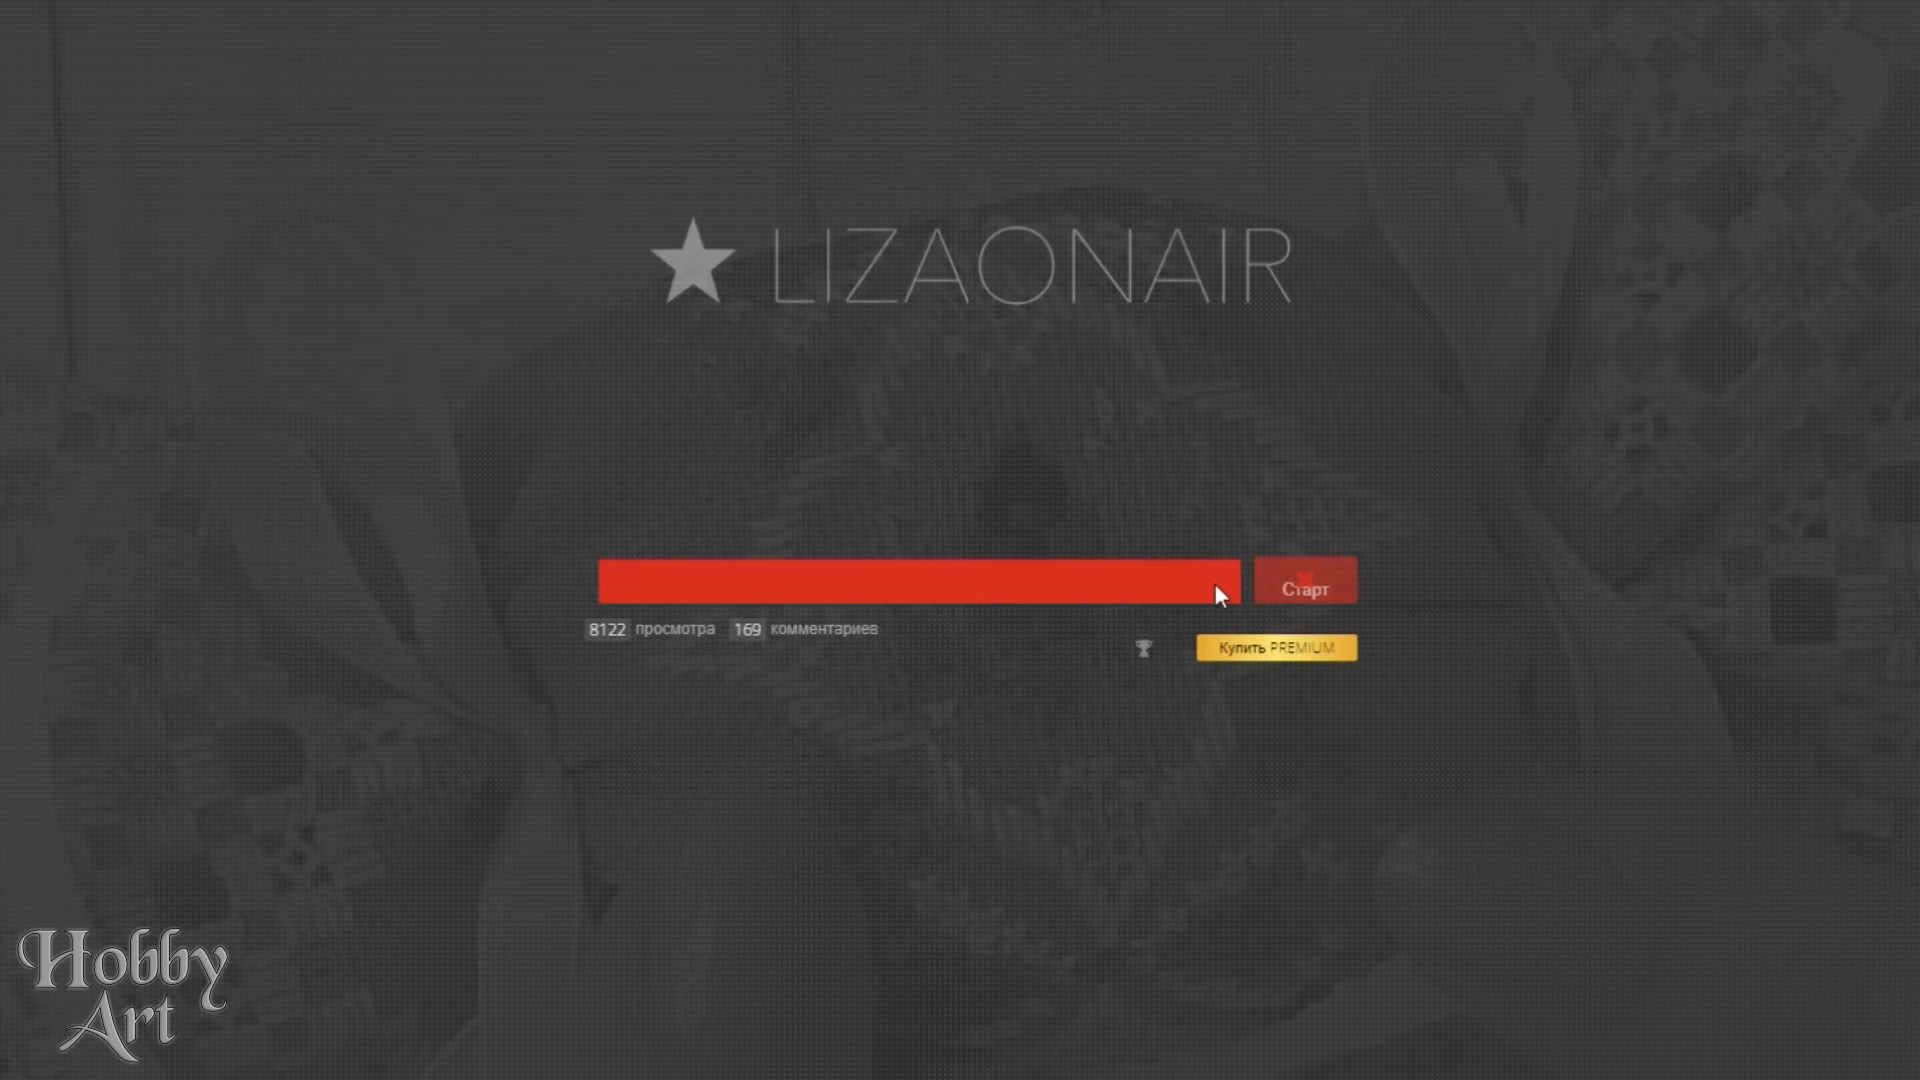 ★ LIZAONAIR
Старт
8122 просмотра 169 комментариев
Купить PREMIUM
Hobby
Art